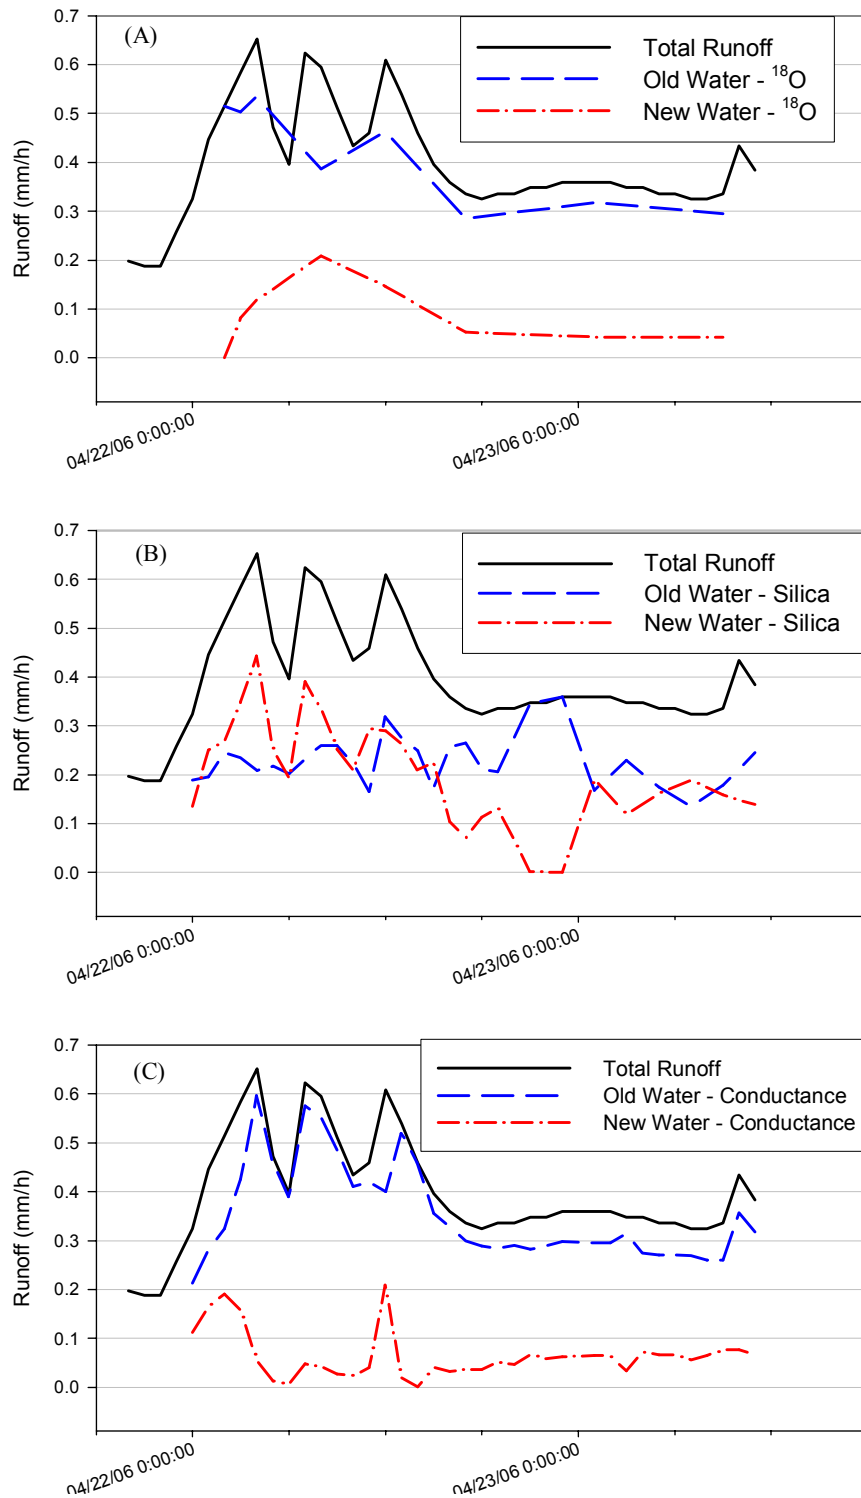 (A)
Total Runoff
Old Water - ¹⁸O
New Water - ¹⁸O
Runoff (mm/h)
0.7
0.6
0.5
0.4
0.3
0.2
0.1
0.0
04/22/06 0:00:00
04/23/06 0:00:00
(B)
Total Runoff
Old Water - Silica
New Water - Silica
Runoff (mm/h)
0.7
0.6
0.5
0.4
0.3
0.2
0.1
0.0
04/22/06 0:00:00
04/23/06 0:00:00
(C)
Total Runoff
Old Water - Conductance
New Water - Conductance
Runoff (mm/h)
0.7
0.6
0.5
0.4
0.3
0.2
0.1
0.0
04/22/06 0:00:00
04/23/06 0:00:00